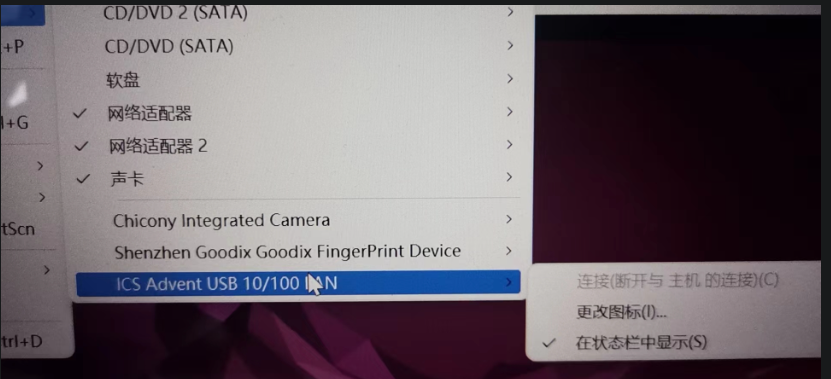 CD/DVD 2 (SATA)
+P
CD/DVD (SATA)
软盘
网络适配器
+G
网络适配器 2
声卡
Chicony Integrated Camera
tScn
Shenzhen Goodix Goodix FingerPrint Device
ICS Advent USB 10/100 LAN
连接(断开与 主机 的连接)(C)
更改图标(I)...
trl+D
在状态栏中显示(S)